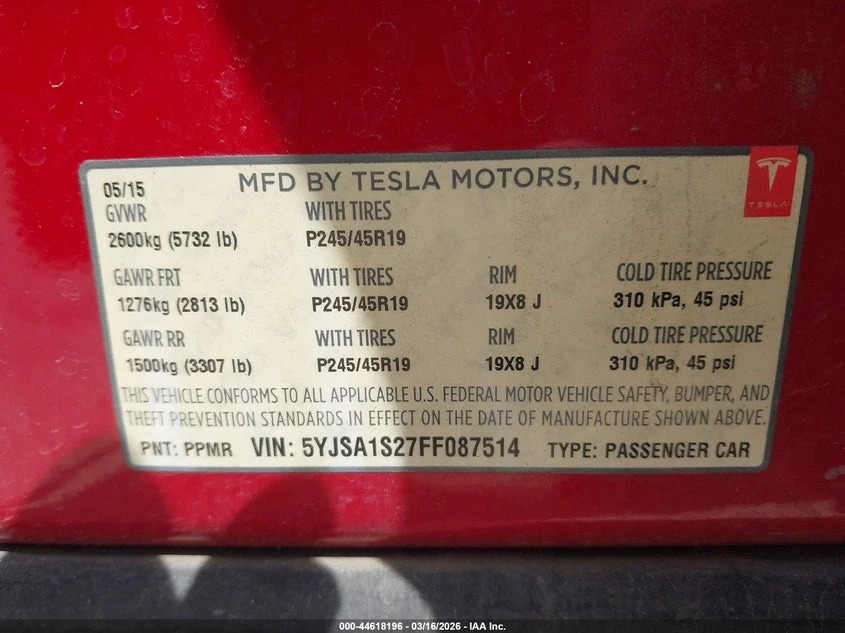 05/15 MFD BY TESLA MOTORS, INC.
TESLA
GVWR WITH TIRES
2600kg (5732 lb) P245/45R19
GAWR FRT WITH TIRES RIM COLD TIRE PRESSURE
1276kg (2813 lb) P245/45R19 19X8 J 310 kPa, 45 psi
GAWR RR WITH TIRES RIM COLD TIRE PRESSURE
1500kg (3307 lb) P245/45R19 19X8 J 310 kPa, 45 psi
THIS VEHICLE CONFORMS TO ALL APPLICABLE U.S. FEDERAL MOTOR VEHICLE SAFETY, BUMPER, AND
THEFT PREVENTION STANDARDS IN EFFECT ON THE DATE OF MANUFACTURE SHOWN ABOVE.
PNT: PPMR VIN: 5YJSA1S27FF087514 TYPE: PASSENGER CAR
000-44618196 - 03/16/2026 - IAA Inc.